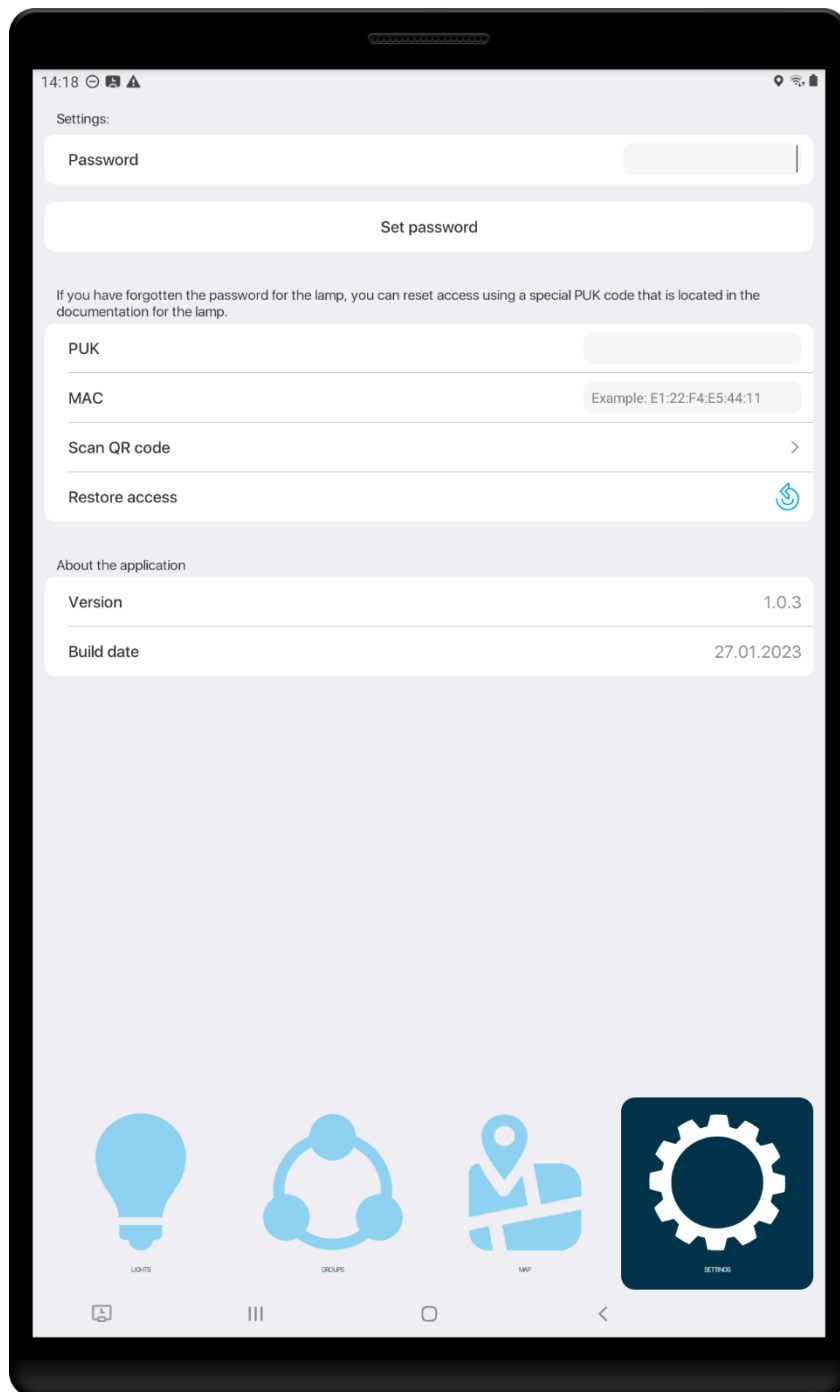 14:18
Settings:
Password
Set password
If you have forgotten the password for the lamp, you can reset access using a special PUK code that is located in the
documentation for the lamp.
PUK
MAC Example: E1:22:F4:E5:44:11
Scan QR code
Restore access
About the application
Version 1.0.3
Build date 27.01.2023
LIGHTS GROUPS MAP SETTINGS